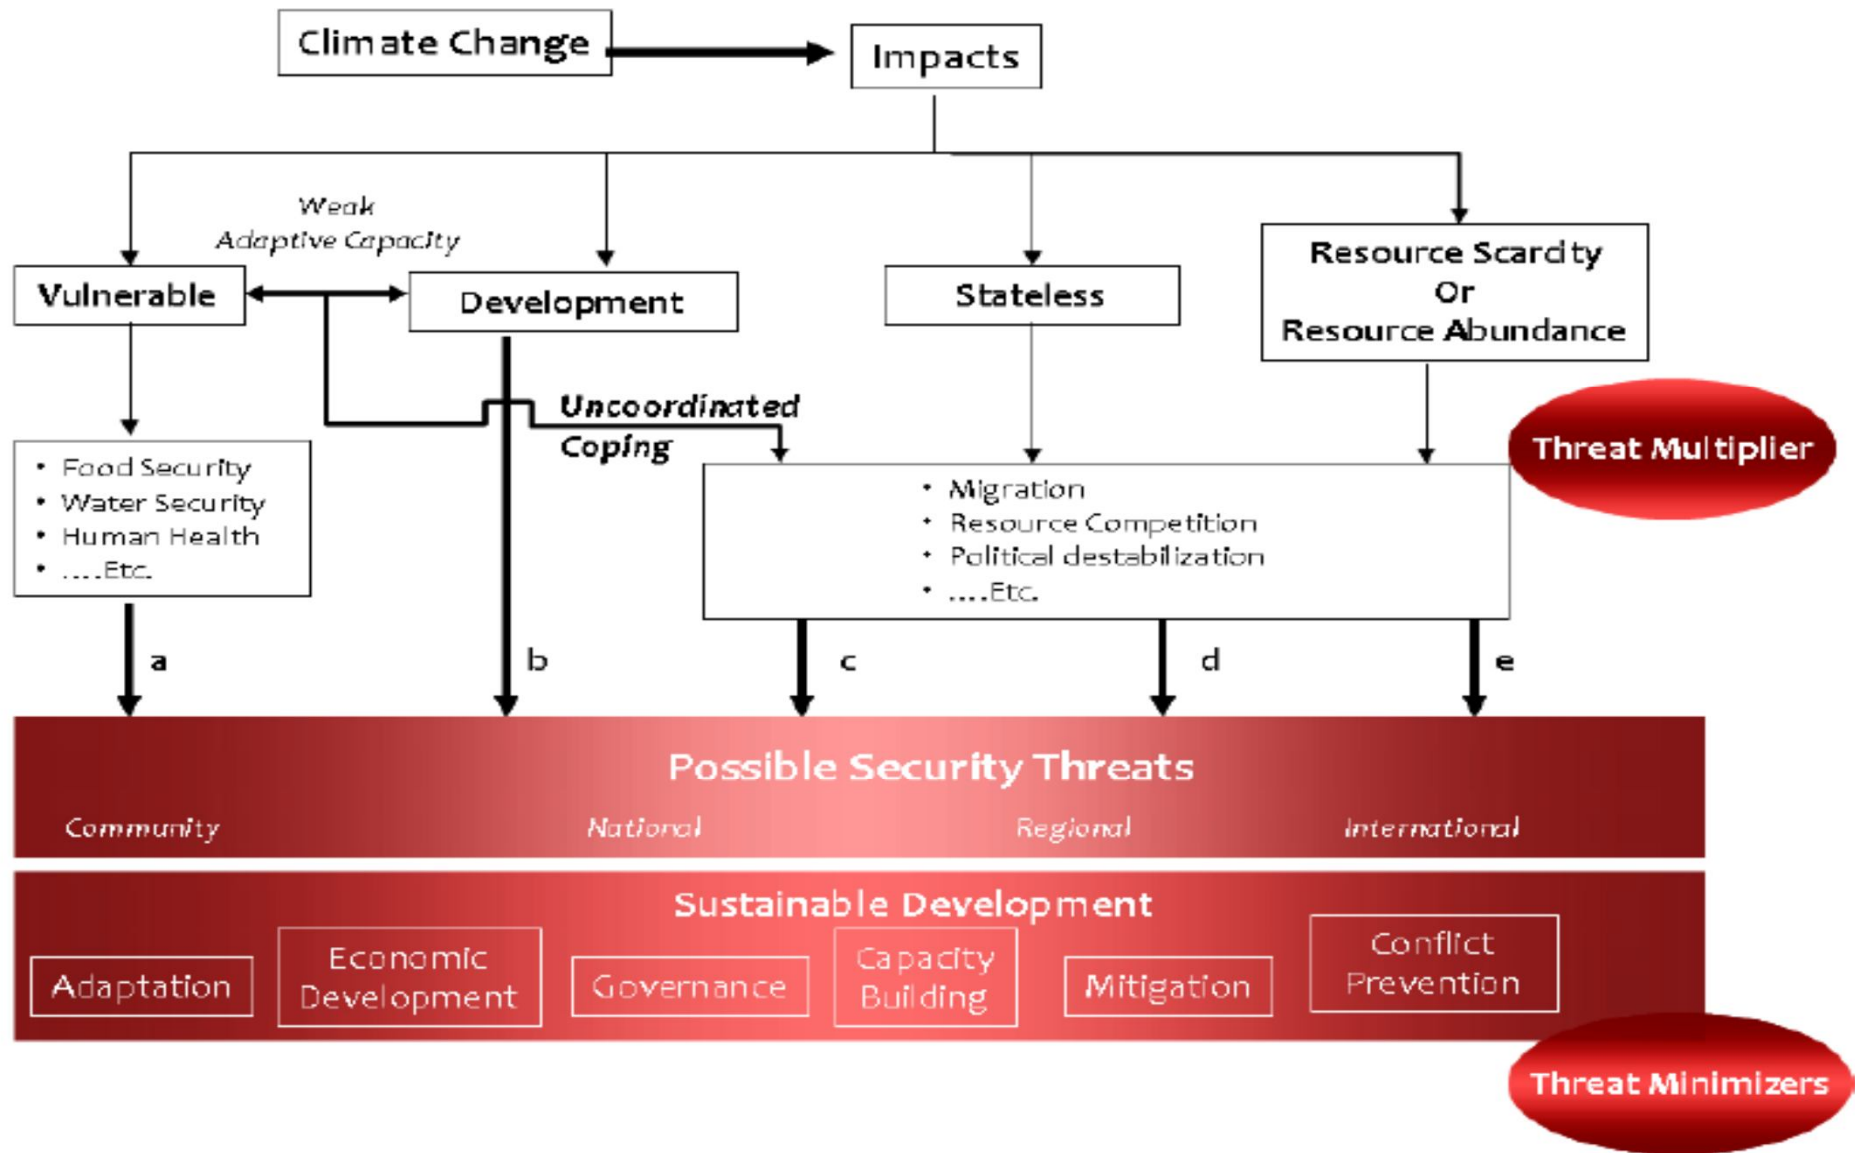 Climate Change
Impacts
Weak
Adaptive Capacity
Vulnerable
Development
Stateless
Resource Scardity
Or
Resource Abundance
Uncoordinated
Coping
Threat Multiplier
• Food Security
• Water Security
• Human Health
• ....Etc.
• Migration
• Resource Competition
• Political destabilization
• ....Etc.
a
b
c
d
e
Possible Security Threats
Community
National
Regional
International
Sustainable Development
Adaptation
Economic
Development
Governance
Capacity
Building
Mitigation
Conflict
Prevention
Threat Minimizers